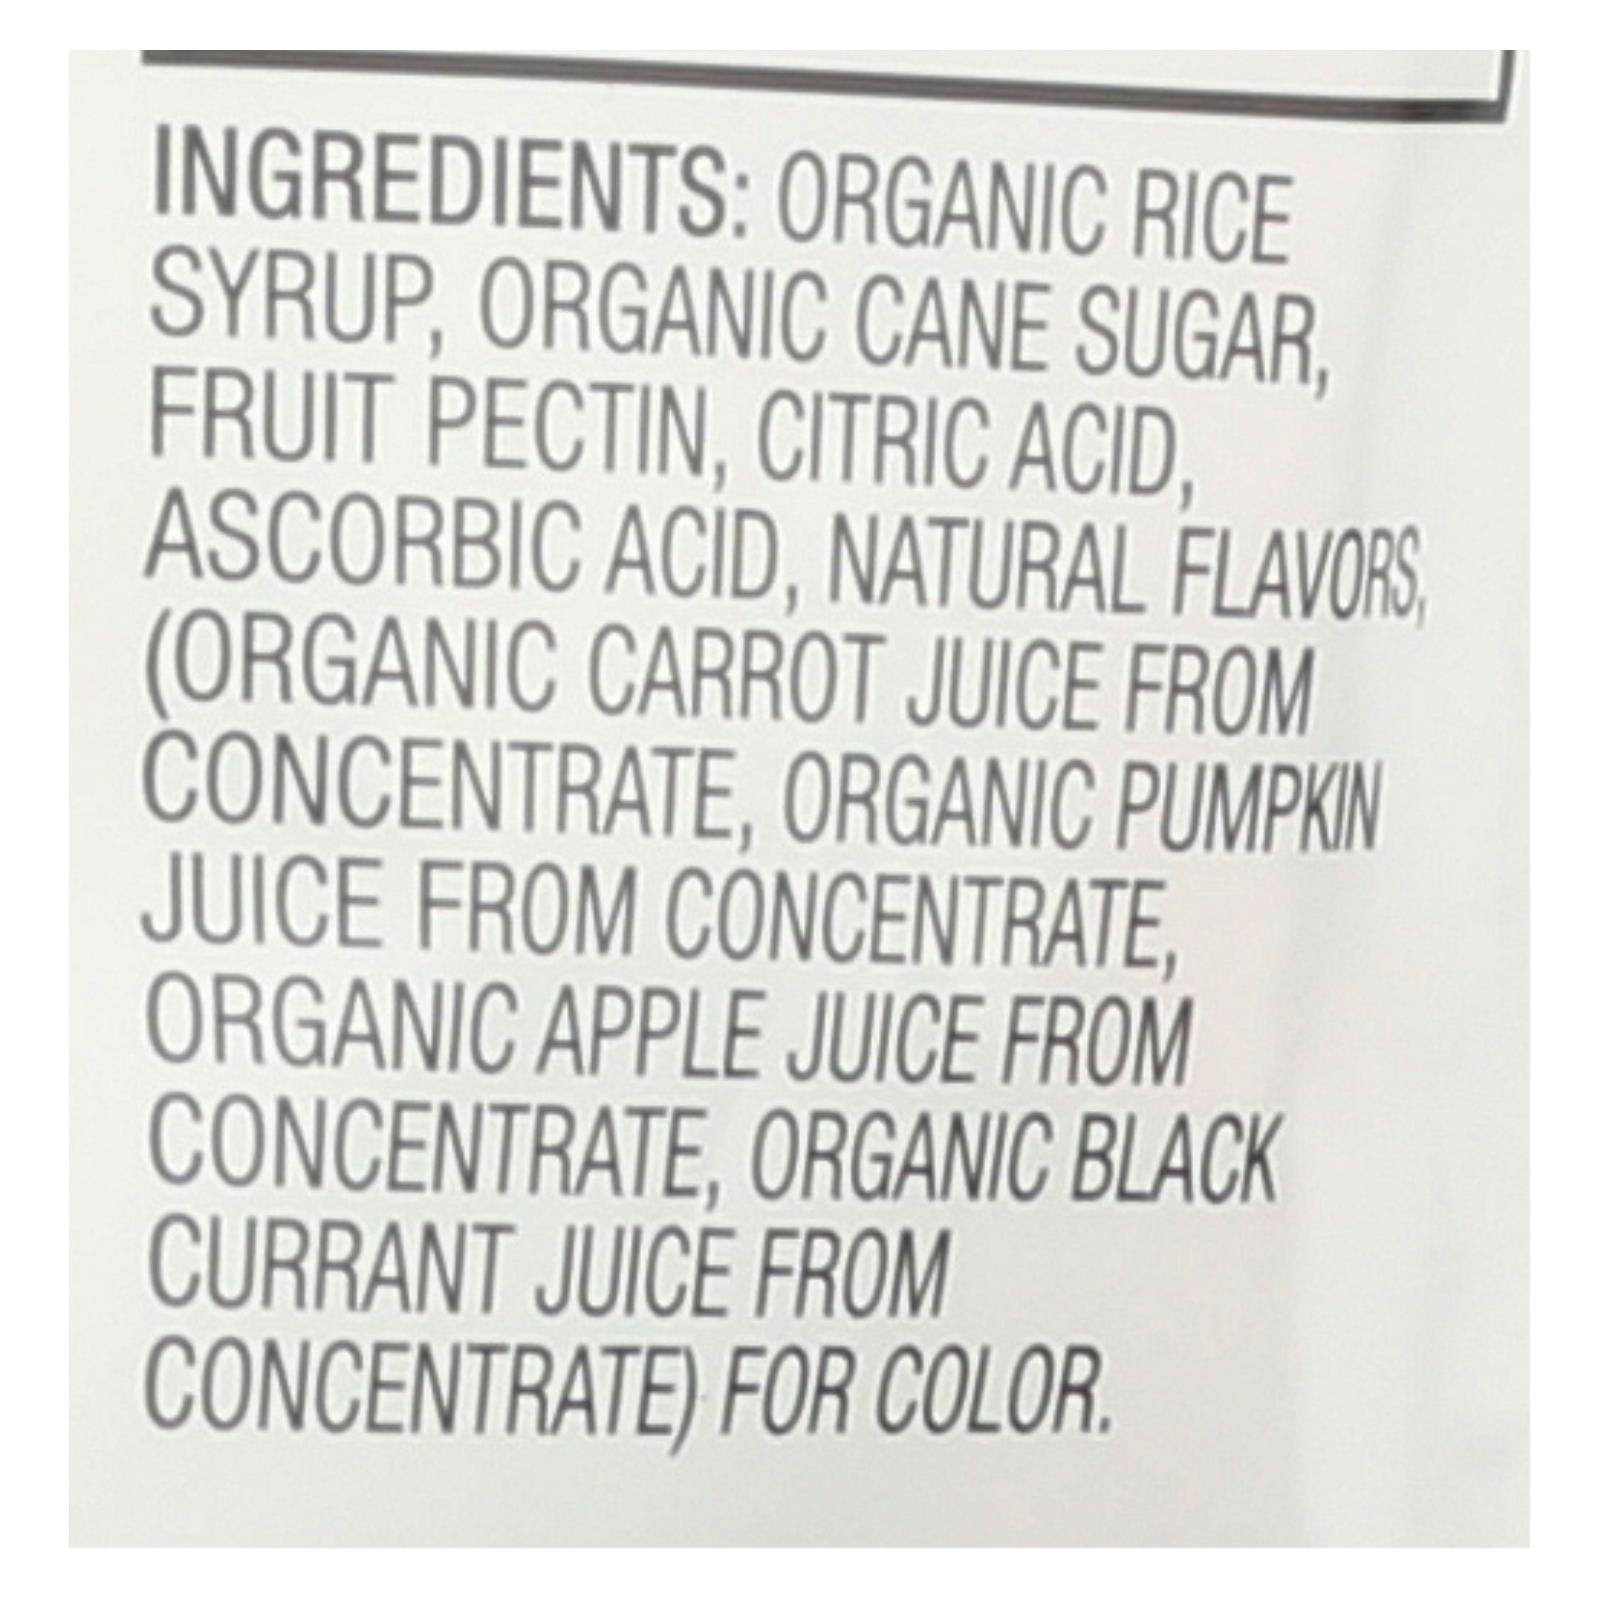 INGREDIENTS: ORGANIC RICE
SYRUP, ORGANIC CANE SUGAR,
FRUIT PECTIN, CITRIC ACID,
ASCORBIC ACID, NATURAL FLAVORS,
(ORGANIC CARROT JUICE FROM
CONCENTRATE, ORGANIC PUMPKIN
JUICE FROM CONCENTRATE,
ORGANIC APPLE JUICE FROM
CONCENTRATE, ORGANIC BLACK
CURRANT JUICE FROM
CONCENTRATE) FOR COLOR.